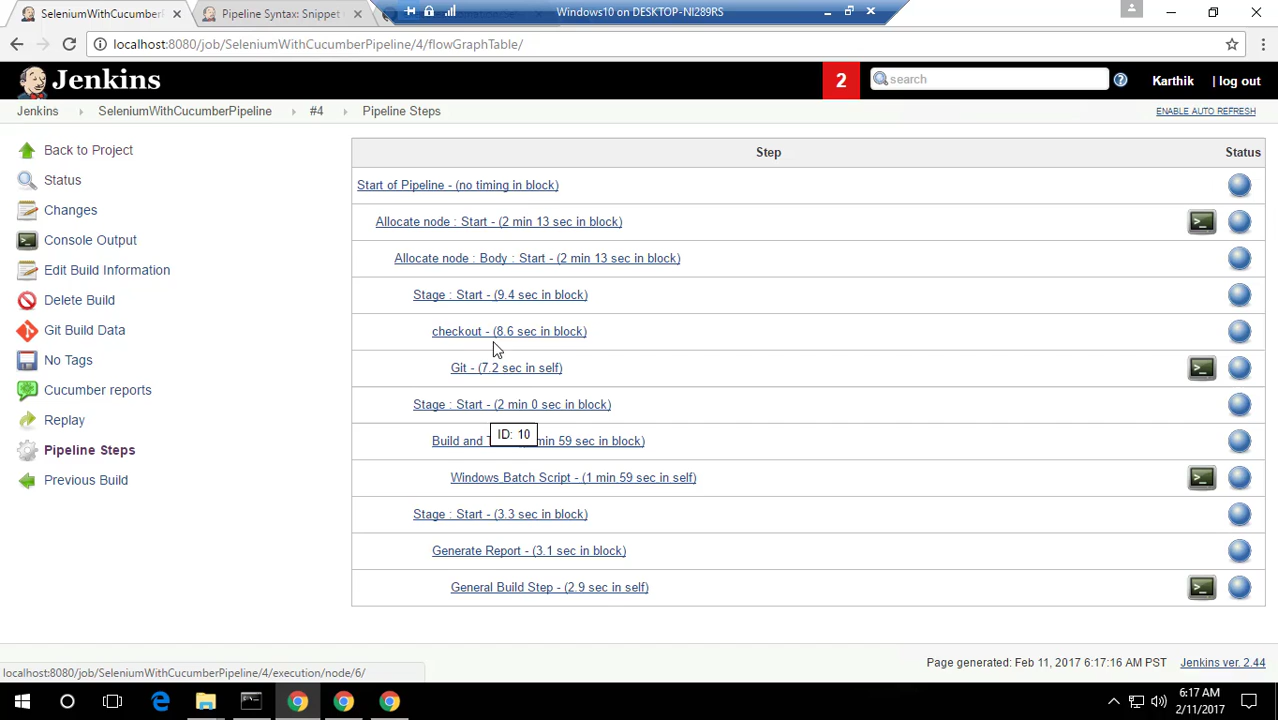 SeleniumWithCucumberI
Pipeline Syntax: Snippet
Windows10 on DESKTOP-NI289RS
localhost:8080/job/SeleniumWithCucumberPipeline/4/flowGraphTable/
Jenkins
2
search
Karthik
| log out
Jenkins
SeleniumWithCucumberPipeline
#4
Pipeline Steps
ENABLE AUTO REFRESH
Back to Project
Status
Changes
Console Output
Edit Build Information
Delete Build
Git Build Data
No Tags
Cucumber reports
Replay
Pipeline Steps
Previous Build
Step
Status
Start of Pipeline - (no timing in block)
Allocate node : Start - (2 min 13 sec in block)
Allocate node : Body : Start - (2 min 13 sec in block)
Stage : Start - (9.4 sec in block)
checkout - (8.6 sec in block)
Git - (7.2 sec in self)
Stage : Start - (2 min 0 sec in block)
ID: 10
Build and min 59 sec in block)
Windows Batch Script - (1 min 59 sec in self)
Stage : Start - (3.3 sec in block)
Generate Report - (3.1 sec in block)
General Build Step - (2.9 sec in self)
Page generated: Feb 11, 2017 6:17:16 AM PST
Jenkins ver. 2.44
localhost:8080/job/SeleniumWithCucumberPipeline/4/execution/node/6/
6:17 AM
2/11/2017